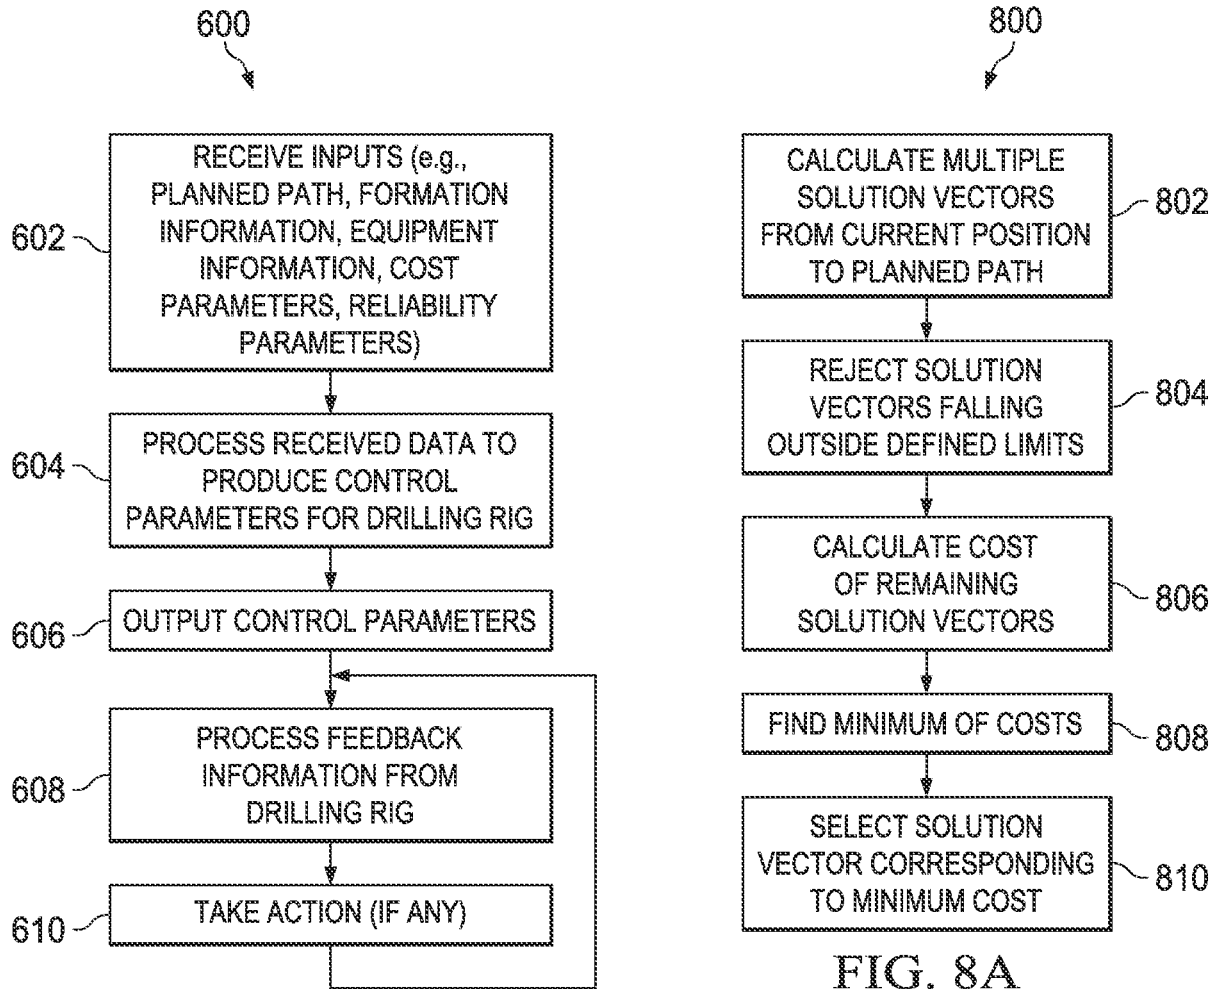 600
602
RECEIVE INPUTS (e.g.,
PLANNED PATH, FORMATION
INFORMATION, EQUIPMENT
INFORMATION, COST
PARAMETERS, RELIABILITY
PARAMETERS)
604
PROCESS RECEIVED DATA TO
PRODUCE CONTROL
PARAMETERS FOR DRILLING RIG
606
OUTPUT CONTROL PARAMETERS
608
PROCESS FEEDBACK
INFORMATION FROM
DRILLING RIG
610
TAKE ACTION (IF ANY)
800
CALCULATE MULTIPLE
SOLUTION VECTORS
FROM CURRENT POSITION
TO PLANNED PATH
802
REJECT SOLUTION
VECTORS FALLING
OUTSIDE DEFINED LIMITS
804
CALCULATE COST
OF REMAINING
SOLUTION VECTORS
806
FIND MINIMUM OF COSTS
808
SELECT SOLUTION
VECTOR CORRESPONDING
TO MINIMUM COST
810
FIG. 8A